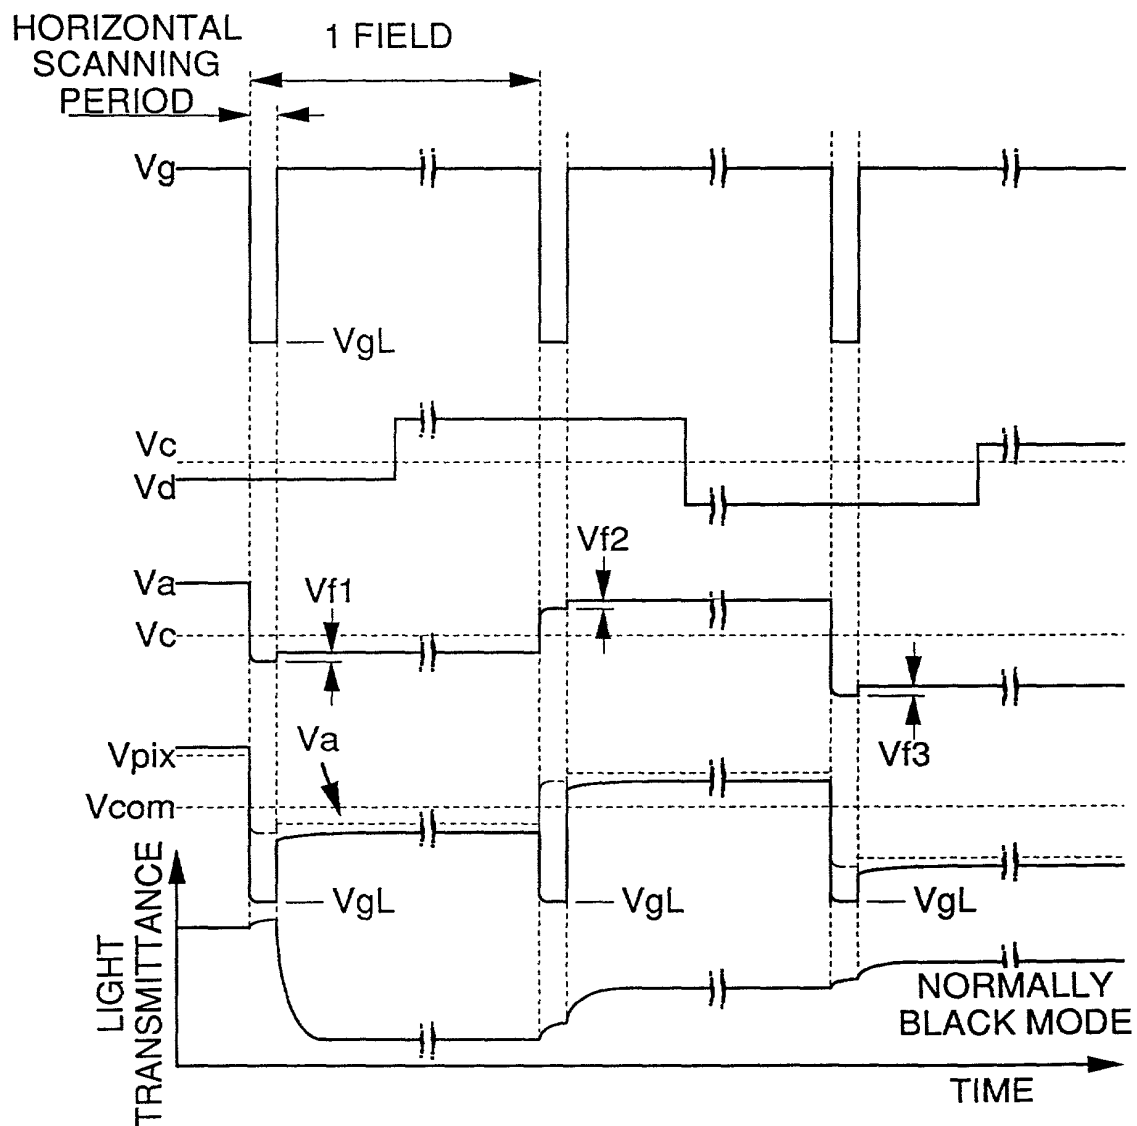 HORIZONTAL
SCANNING
PERIOD
1 FIELD
Vg
VgL
Vc
Vd
Vf2
Va
Vf1
Vc
Va
Vf3
Vpix
Vcom
VgL
VgL
VgL
LIGHT
TRANSMITTANCE
NORMALLY
BLACK MODE
TIME